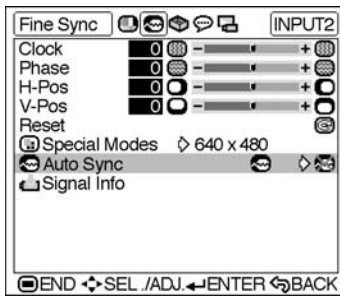 Fine Sync INPUT2
Clock 0 - +
Phase 0 - +
H-Pos 0 - +
V-Pos 0 - +
Reset
Special Modes 640 x 480
Auto Sync
Signal Info
END SEL./ADJ. ENTER BACK